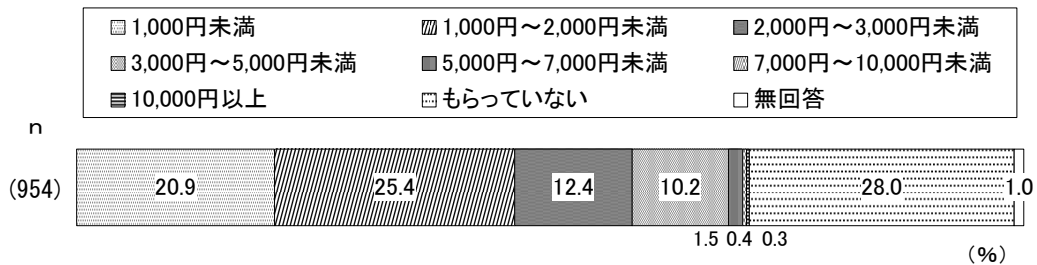 1,000円未満 1,000円～2,000円未満 2,000円～3,000円未満
3,000円～5,000円未満 5,000円～7,000円未満 7,000円～10,000円未満
10,000円以上 もらっていない 無回答
n
(954) 20.9 25.4 12.4 10.2 28.0 1.0
1.5 0.4 0.3
(%)